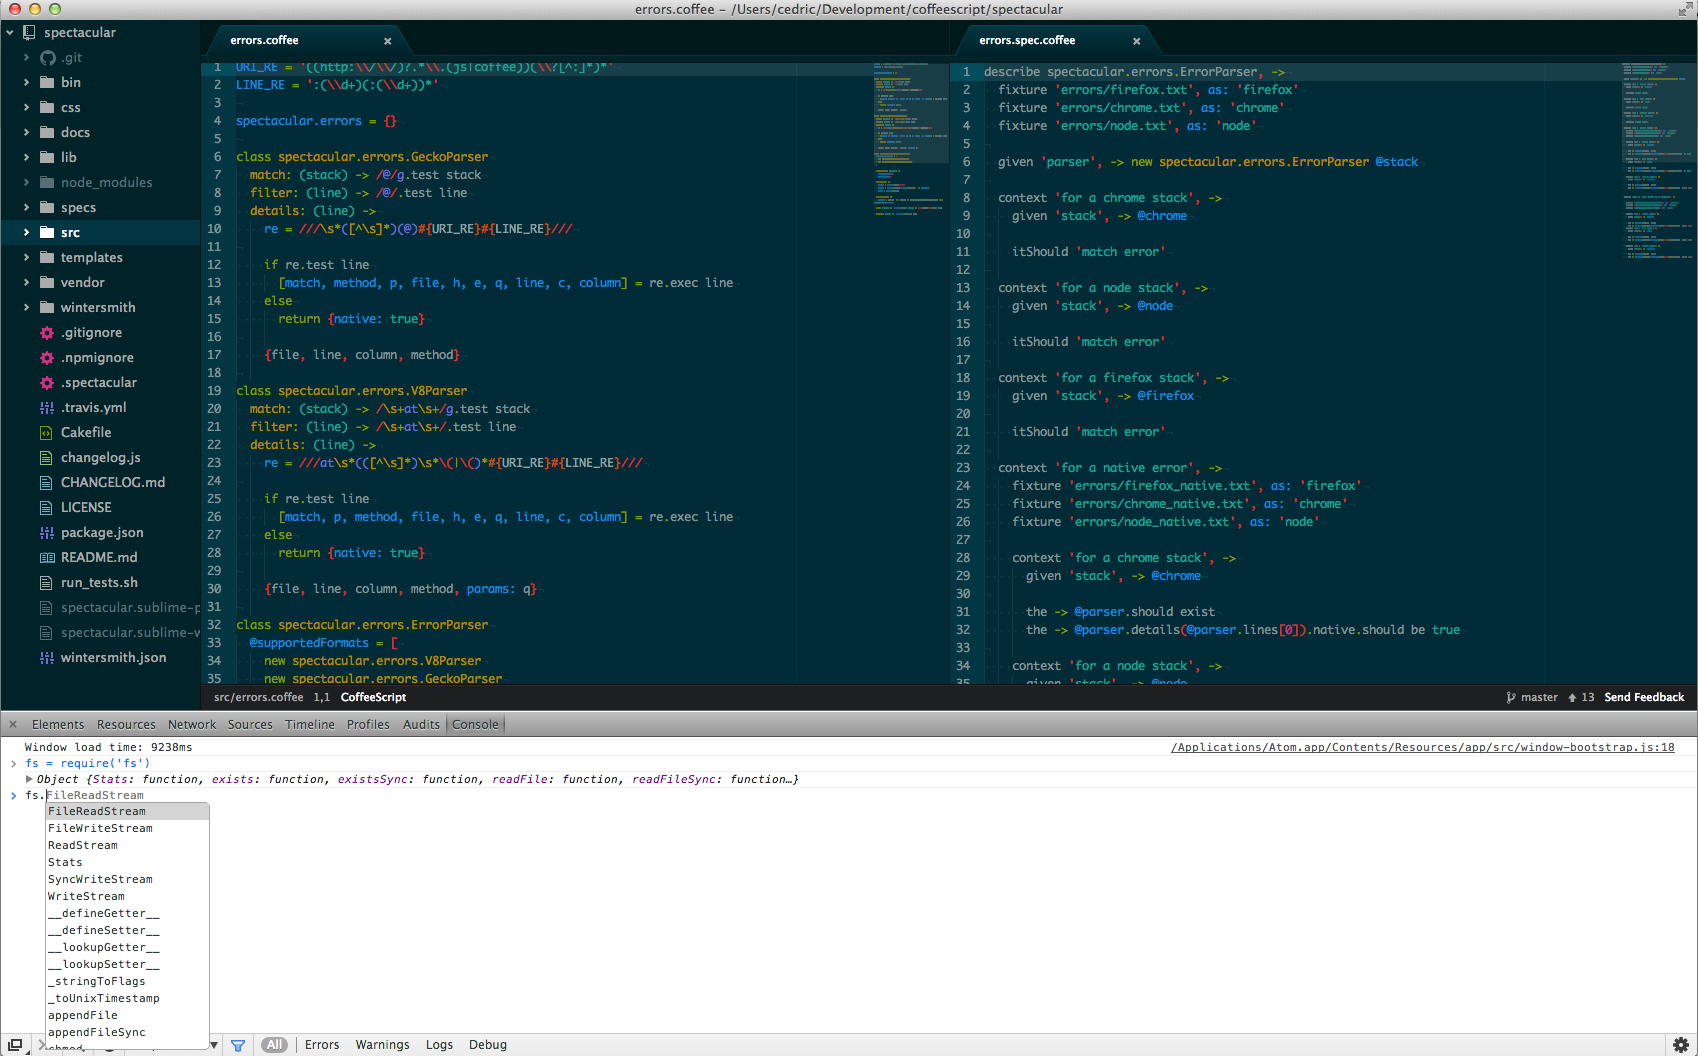 errors.coffee – /Users/cedric/Development/coffeescript/spectacular
spectacular
.git
bin
css
docs
lib
node_modules
specs
src
templates
vendor
wintersmith
.gitignore
.npmignore
.spectacular
.travis.yml
Cakefile
changelog.js
CHANGELOG.md
LICENSE
package.json
README.md
run_tests.sh
spectacular.sublime-p
spectacular.sublime-w
wintersmith.json
errors.coffee
1 URI_RE = '((http:\\/\\/)?.*\\.(js|coffee))(\\?[^:]*)*'
2 LINE_RE = ':(\\d+)(:(\\d+))*'
3
4 spectacular.errors = {}
5
6 class spectacular.errors.GeckoParser
7 match: (stack) -> /@/g.test stack
8 filter: (line) -> /@/.test line
9 details: (line) ->
10 re = ///\s*([^\s]*)(@)#{URI_RE}#{LINE_RE}///
11
12 if re.test line
13 [match, method, p, file, h, e, q, line, c, column] = re.exec line
14 else
15 return {native: true}
16
17 {file, line, column, method}
18
19 class spectacular.errors.V8Parser
20 match: (stack) -> /\s+at\s+/g.test stack
21 filter: (line) -> /\s+at\s+/.test line
22 details: (line) ->
23 re = ///at\s*(([^\s]*)\s*\(|\()*#{URI_RE}#{LINE_RE}///
24
25 if re.test line
26 [match, p, method, file, h, e, q, line, c, column] = re.exec line
27 else
28 return {native: true}
29
30 {file, line, column, method, params: q}
31
32 class spectacular.errors.ErrorParser
33 @supportedFormats = [
34 new spectacular.errors.V8Parser
35 new spectacular.errors.GeckoParser
errors.spec.coffee
1 describe spectacular.errors.ErrorParser, ->
2 fixture 'errors/firefox.txt', as: 'firefox'
3 fixture 'errors/chrome.txt', as: 'chrome'
4 fixture 'errors/node.txt', as: 'node'
5
6 given 'parser', -> new spectacular.errors.ErrorParser @stack
7
8 context 'for a chrome stack', ->
9 given 'stack', -> @chrome
10
11 itShould 'match error'
12
13 context 'for a node stack', ->
14 given 'stack', -> @node
15
16 itShould 'match error'
17
18 context 'for a firefox stack', ->
19 given 'stack', -> @firefox
20
21 itShould 'match error'
22
23 context 'for a native error', ->
24 fixture 'errors/firefox_native.txt', as: 'firefox'
25 fixture 'errors/chrome_native.txt', as: 'chrome'
26 fixture 'errors/node_native.txt', as: 'node'
27
28 context 'for a chrome stack', ->
29 given 'stack', -> @chrome
30
31 the -> @parser.should exist
32 the -> @parser.details(@parser.lines[0]).native.should be true
33
34 context 'for a node stack', ->
35 given 'stack', -> @node
src/errors.coffee 1,1 CoffeeScript
master 13 Send Feedback
Elements Resources Network Sources Timeline Profiles Audits Console
Window load time: 9238ms /Applications/Atom.app/Contents/Resources/app/src/window-bootstrap.js:18
> fs = require('fs')
Object {Stats: function, exists: function, existsSync: function, readFile: function, readFileSync: function…}
> fs.FileReadStream
FileReadStream
FileWriteStream
ReadStream
Stats
SyncWriteStream
WriteStream
__defineGetter__
__defineSetter__
__lookupGetter__
__lookupSetter__
_stringToFlags
_toUnixTimestamp
appendFile
appendFileSync
chmod
All Errors Warnings Logs Debug